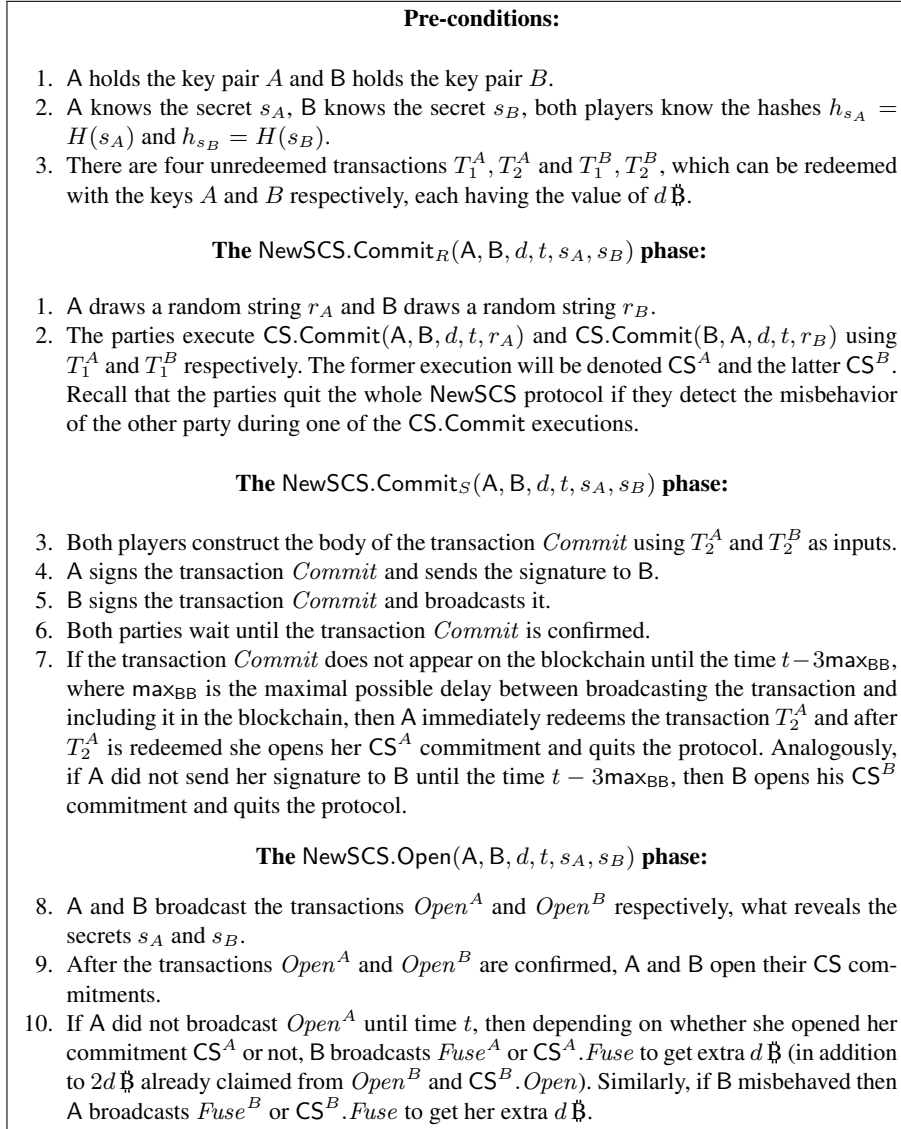 Pre-conditions:
1. A holds the key pair A and B holds the key pair B.
2. A knows the secret s_A, B knows the secret s_B, both players know the hashes h_{s_A} =
H(s_A) and h_{s_B} = H(s_B).
3. There are four unredeemed transactions T_1^A, T_2^A and T_1^B, T_2^B, which can be redeemed
with the keys A and B respectively, each having the value of d ₿.
The NewSCS.Commit_R(A, B, d, t, s_A, s_B) phase:
1. A draws a random string r_A and B draws a random string r_B.
2. The parties execute CS.Commit(A, B, d, t, r_A) and CS.Commit(B, A, d, t, r_B) using
T_1^A and T_1^B respectively. The former execution will be denoted CS^A and the latter CS^B.
Recall that the parties quit the whole NewSCS protocol if they detect the misbehavior
of the other party during one of the CS.Commit executions.
The NewSCS.Commit_S(A, B, d, t, s_A, s_B) phase:
3. Both players construct the body of the transaction Commit using T_2^A and T_2^B as inputs.
4. A signs the transaction Commit and sends the signature to B.
5. B signs the transaction Commit and broadcasts it.
6. Both parties wait until the transaction Commit is confirmed.
7. If the transaction Commit does not appear on the blockchain until the time t−3max_BB,
where max_BB is the maximal possible delay between broadcasting the transaction and
including it in the blockchain, then A immediately redeems the transaction T_2^A and after
T_2^A is redeemed she opens her CS^A commitment and quits the protocol. Analogously,
if A did not send her signature to B until the time t − 3max_BB, then B opens his CS^B
commitment and quits the protocol.
The NewSCS.Open(A, B, d, t, s_A, s_B) phase:
8. A and B broadcast the transactions Open^A and Open^B respectively, what reveals the
secrets s_A and s_B.
9. After the transactions Open^A and Open^B are confirmed, A and B open their CS com-
mitments.
10. If A did not broadcast Open^A until time t, then depending on whether she opened her
commitment CS^A or not, B broadcasts Fuse^A or CS^A.Fuse to get extra d ₿ (in addition
to 2d ₿ already claimed from Open^B and CS^B.Open). Similarly, if B misbehaved then
A broadcasts Fuse^B or CS^B.Fuse to get her extra d ₿.